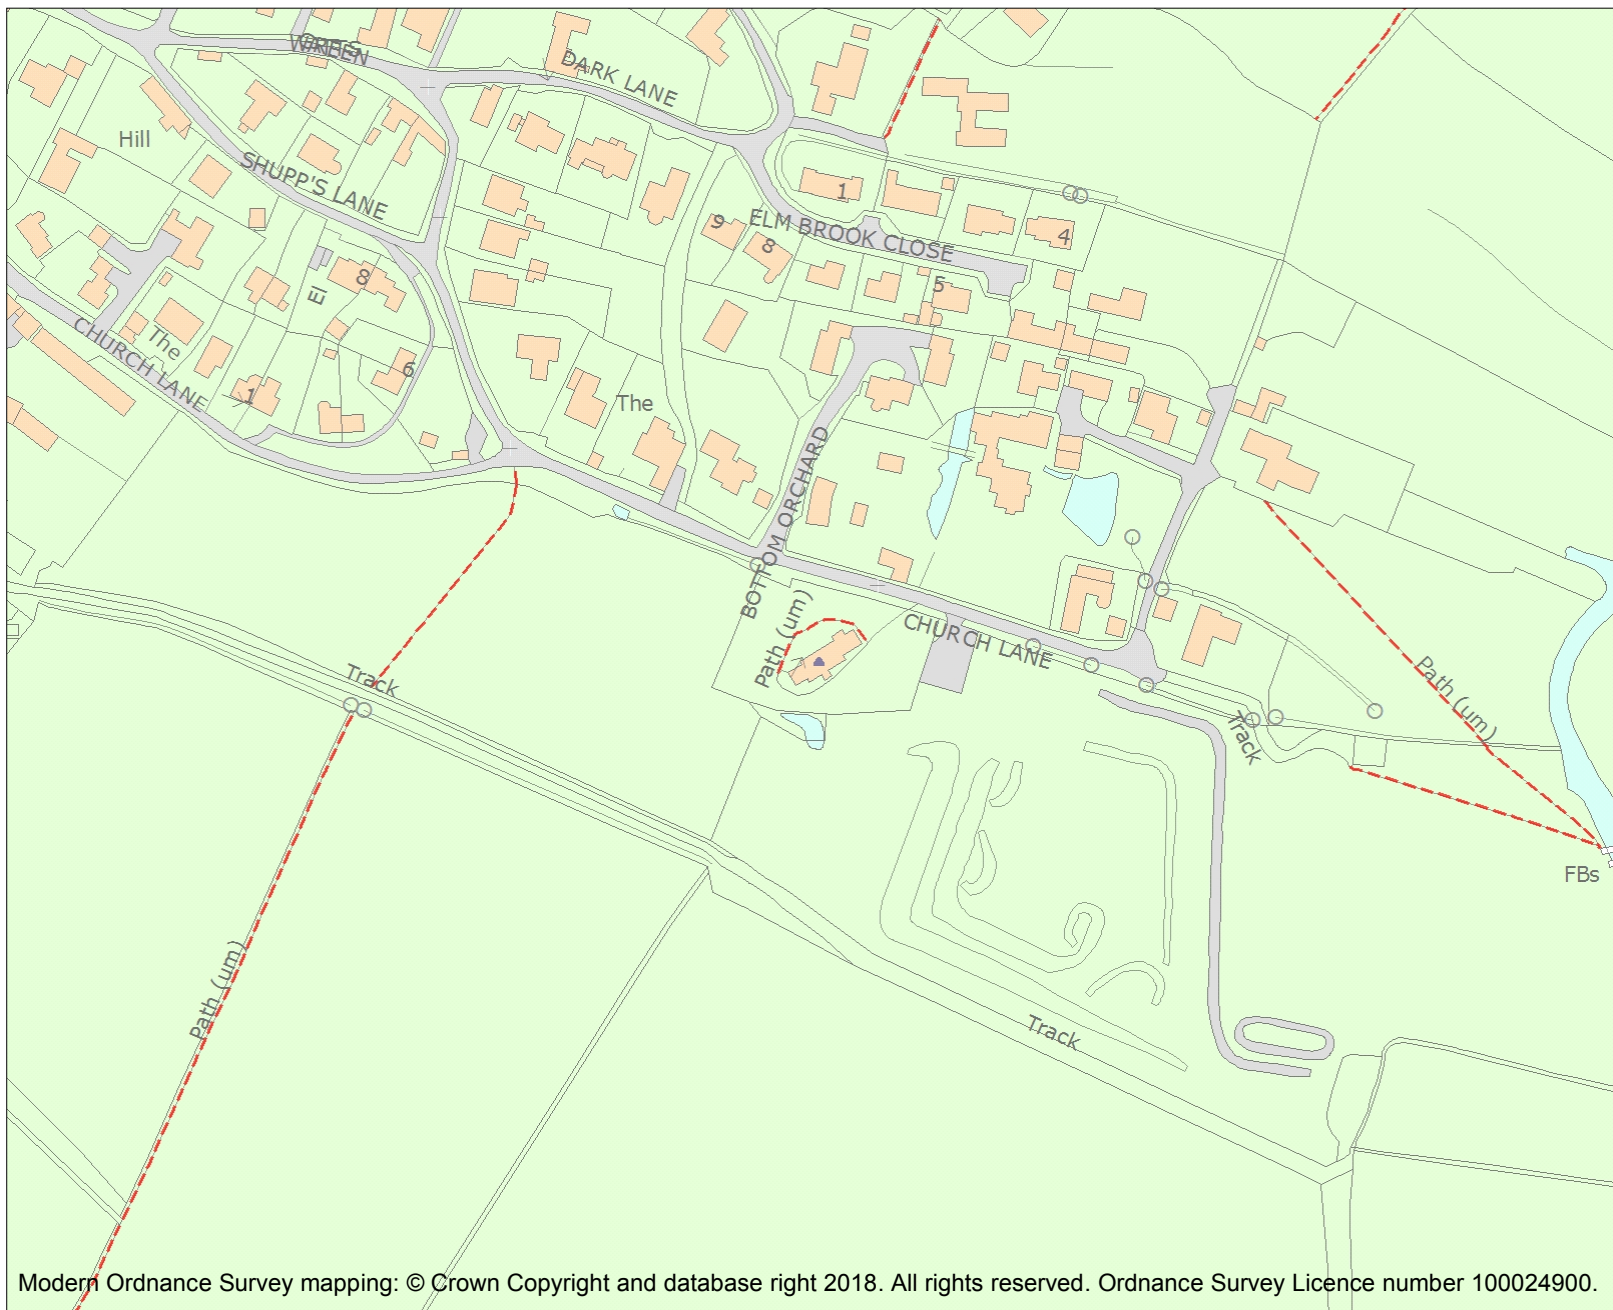 DARK LANE
Hill
SHUPP'S LANE
1
9
8
ELM BROOK CLOSE
4
El
8
5
The
CHURCH LANE
1
6
The
BOTTOM ORCHARD
Path (um)
CHURCH LANE
Track
Path (um)
Track
FBs
Path (um)
Track
Modern Ordnance Survey mapping: © Crown Copyright and database right 2018. All rights reserved. Ordnance Survey Licence number 100024900.